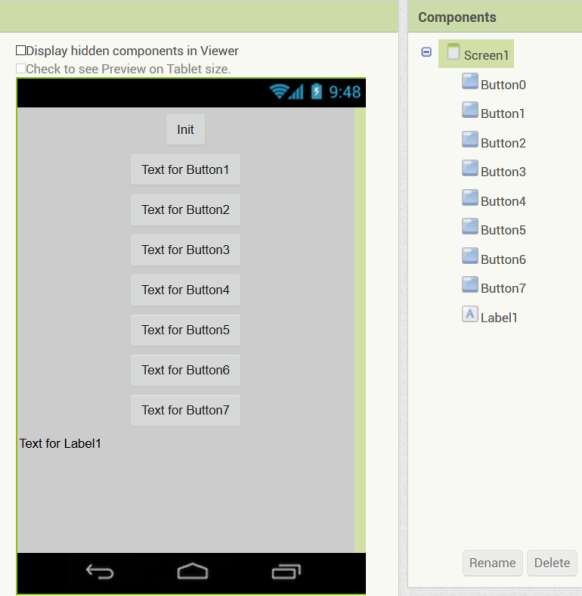 Components
Display hidden components in Viewer
Check to see Preview on Tablet size.
9:48
Init
Text for Button1
Text for Button2
Text for Button3
Text for Button4
Text for Button5
Text for Button6
Text for Button7
Text for Label1
Screen1
Button0
Button1
Button2
Button3
Button4
Button5
Button6
Button7
A Label1
Rename Delete